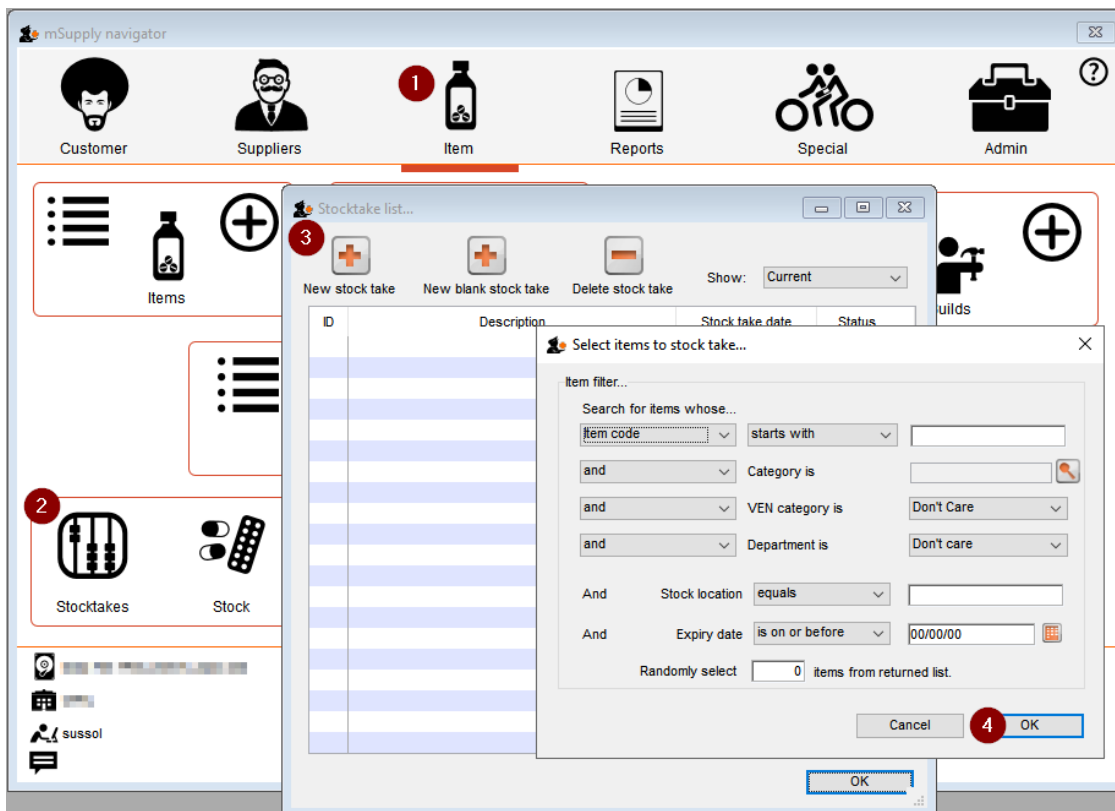 mSupply navigator
1
Customer Suppliers Item Reports Special Admin
?
Stocktake list...
3
New stock take New blank stock take Delete stock take Show: Current
Items
uilds
ID Description Stock take date Status
Select items to stock take...
Item filter...
Search for items whose...
Item code starts with
and Category is
and VEN category is Don't Care
and Department is Don't care
And Stock location equals
And Expiry date is on or before 00/00/00
Randomly select 0 items from returned list.
Cancel 4 OK
OK
2
Stocktakes Stock
sussol